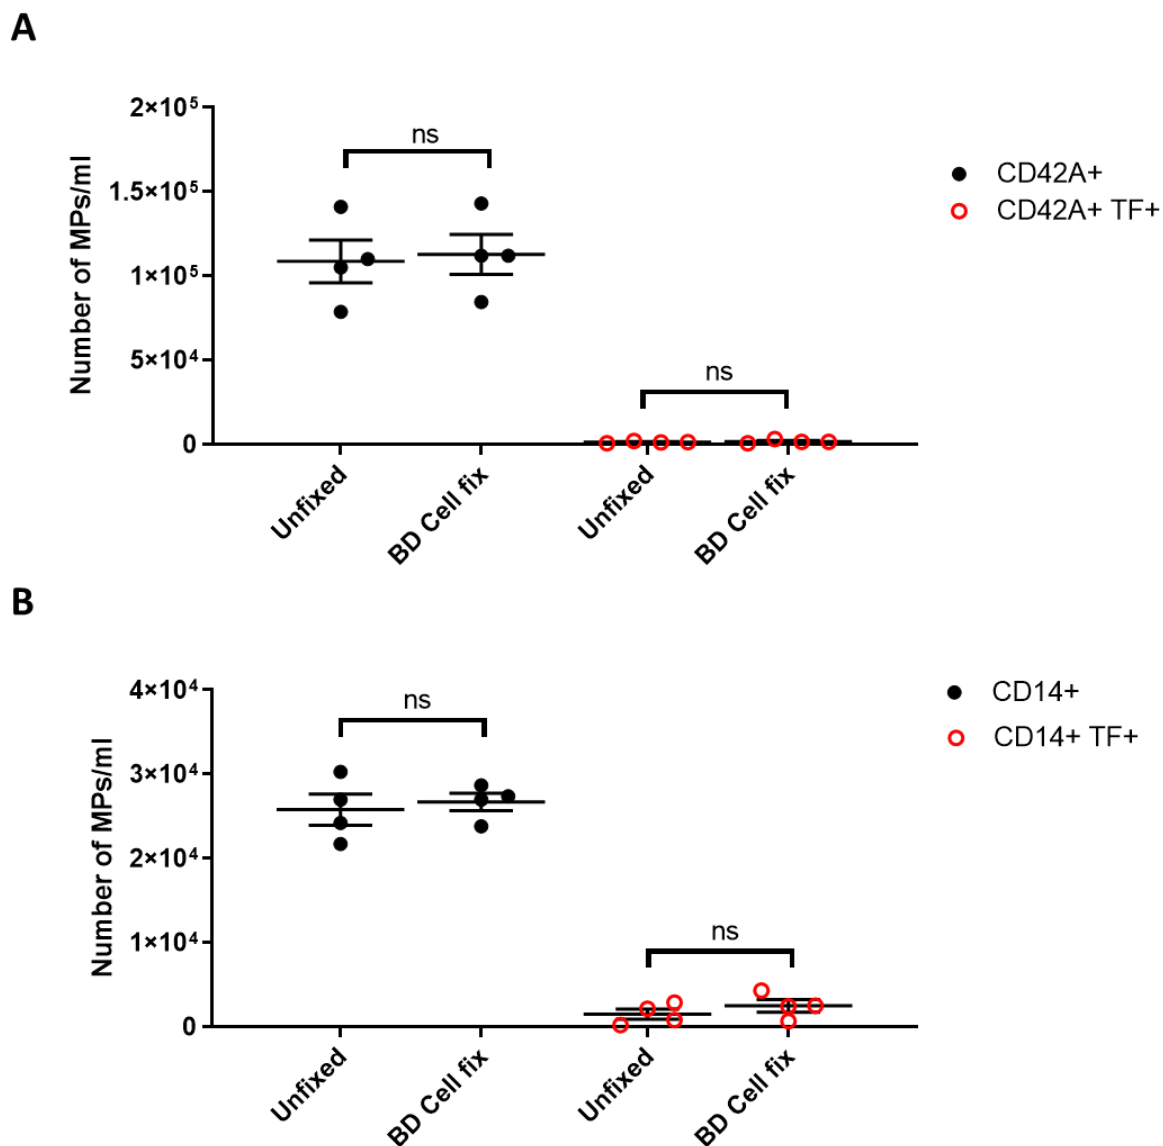 A
Number of MPs/ml
2×10⁵
1.5×10⁵
1×10⁵
5×10⁴
0
ns
ns
Unfixed
BD Cell fix
Unfixed
BD Cell fix
CD42A+
CD42A+ TF+
B
Number of MPs/ml
4×10⁴
3×10⁴
2×10⁴
1×10⁴
0
ns
ns
Unfixed
BD Cell fix
Unfixed
BD Cell fix
CD14+
CD14+ TF+